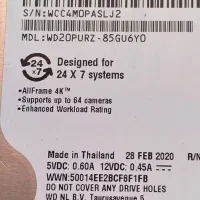 S/N: WCC4M0PASLJ2
MDL: WD20PURZ-85GU6Y0
24 x7
Designed for
24 X 7 systems
• AllFrame 4K™
• Supports up to 64 cameras
• Enhanced Workload Rating
Made in Thailand 28 FEB 2020 R/N
5VDC: 0.60A 12VDC: 0.45A
WWN: 50014EE2BCF6F1FB
DO NOT COVER ANY DRIVE HOLES
WD NL B.V. Taurusavenue 5